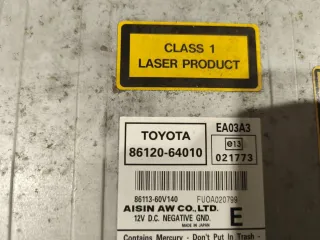 CLASS 1
LASER PRODUCT
TOYOTA
86120-64010
EA03A3
e13
021773
86113-60V140 FUOA020799
AISIN AW CO.,LTD.
12V D.C. NEGATIVE GND. E
MADE IN JAPAN
Contains Mercury - Don't Put in Trash -